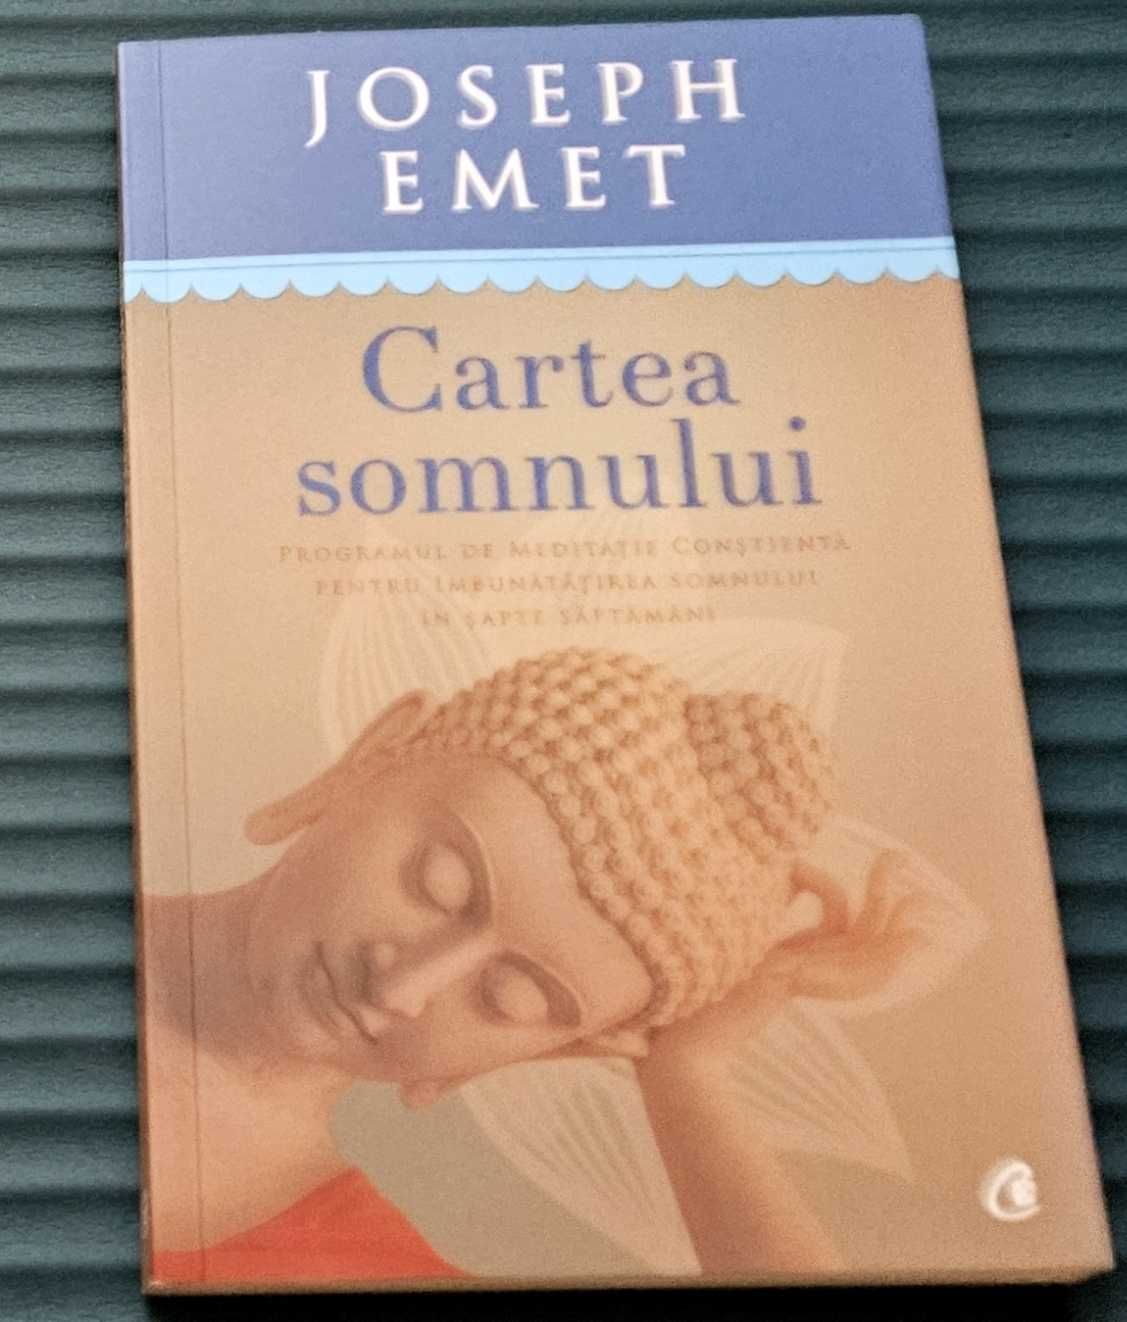 JOSEPH
EMET
Cartea
somnului
PROGRAMUL DE MEDITAȚIE CONȘTIENTĂ
PENTRU ÎMBUNĂTĂȚIREA SOMNULUI
ÎN ȘAPTE SĂPTĂMÂNI